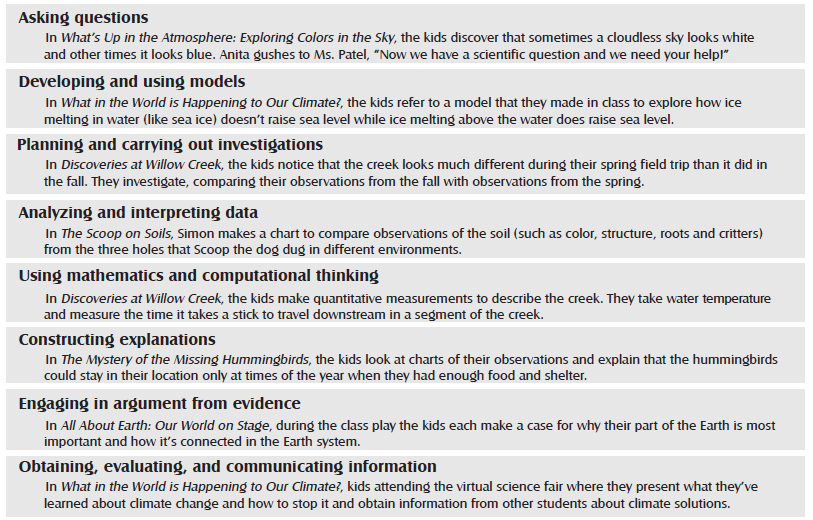 Asking questions
In What's Up in the Atmosphere: Exploring Colors in the Sky, the kids discover that sometimes a cloudless sky looks white
and other times it looks blue. Anita gushes to Ms. Patel, “Now we have a scientific question and we need your help!”
Developing and using models
In What in the World is Happening to Our Climate?, the kids refer to a model that they made in class to explore how ice
melting in water (like sea ice) doesn't raise sea level while ice melting above the water does raise sea level.
Planning and carrying out investigations
In Discoveries at Willow Creek, the kids notice that the creek looks much different during their spring field trip than it did in
the fall. They investigate, comparing their observations from the fall with observations from the spring.
Analyzing and interpreting data
In The Scoop on Soils, Simon makes a chart to compare observations of the soil (such as color, structure, roots and critters)
from the three holes that Scoop the dog dug in different environments.
Using mathematics and computational thinking
In Discoveries at Willow Creek, the kids make quantitative measurements to describe the creek. They take water temperature
and measure the time it takes a stick to travel downstream in a segment of the creek.
Constructing explanations
In The Mystery of the Missing Hummingbirds, the kids look at charts of their observations and explain that the hummingbirds
could stay in their location only at times of the year when they had enough food and shelter.
Engaging in argument from evidence
In All About Earth: Our World on Stage, during the class play the kids each make a case for why their part of the Earth is most
important and how it's connected in the Earth system.
Obtaining, evaluating, and communicating information
In What in the World is Happening to Our Climate?, kids attending the virtual science fair where they present what they've
learned about climate change and how to stop it and obtain information from other students about climate solutions.